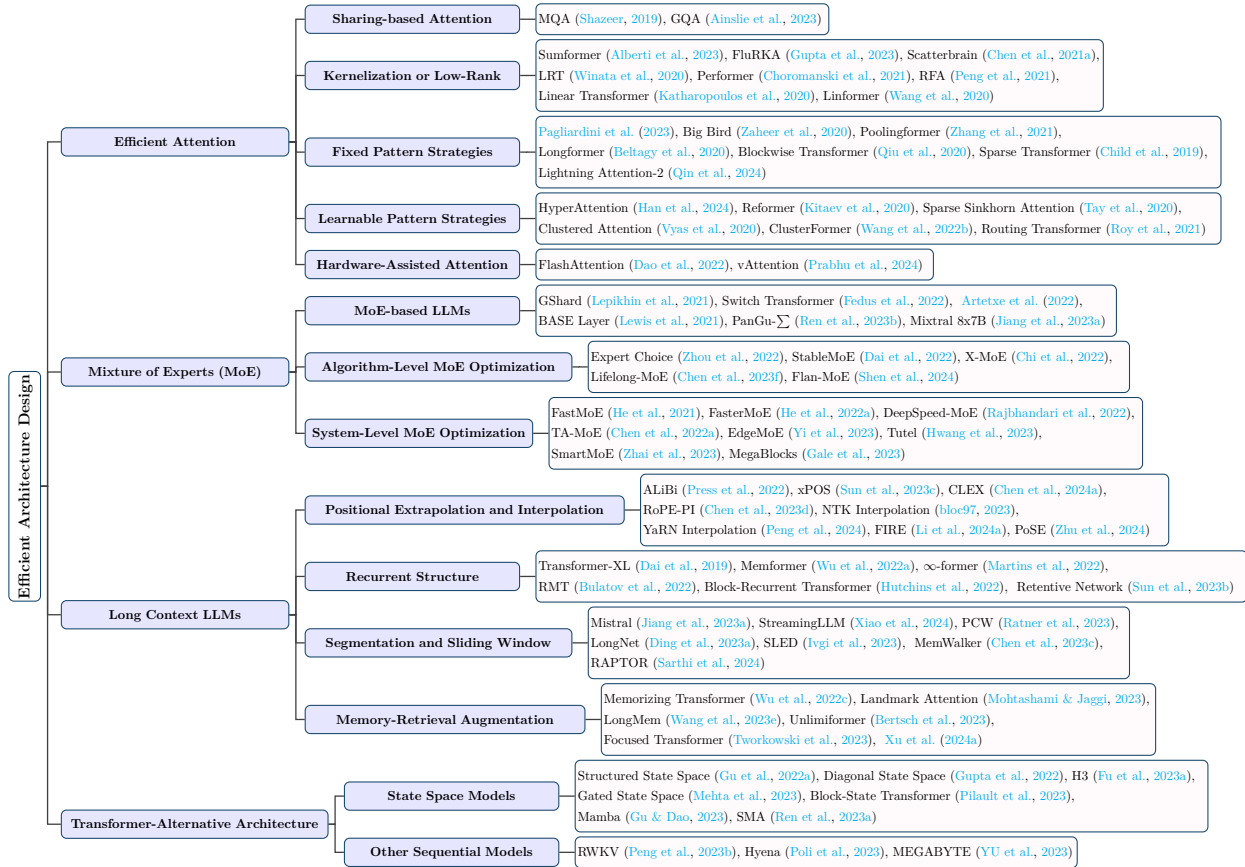 Efficient Architecture Design
Efficient Attention
Sharing-based Attention
MQA (Shazeer, 2019), GQA (Ainslie et al., 2023)
Kernelization or Low-Rank
Sumformer (Alberti et al., 2023), FluRKA (Gupta et al., 2023), Scatterbrain (Chen et al., 2021a),
LRT (Winata et al., 2020), Performer (Choromanski et al., 2021), RFA (Peng et al., 2021),
Linear Transformer (Katharopoulos et al., 2020), Linformer (Wang et al., 2020)
Fixed Pattern Strategies
Pagliardini et al. (2023), Big Bird (Zaheer et al., 2020), Poolingformer (Zhang et al., 2021),
Longformer (Beltagy et al., 2020), Blockwise Transformer (Qiu et al., 2020), Sparse Transformer (Child et al., 2019),
Lightning Attention-2 (Qin et al., 2024)
Learnable Pattern Strategies
HyperAttention (Han et al., 2024), Reformer (Kitaev et al., 2020), Sparse Sinkhorn Attention (Tay et al., 2020),
Clustered Attention (Vyas et al., 2020), ClusterFormer (Wang et al., 2022b), Routing Transformer (Roy et al., 2021)
Hardware-Assisted Attention
FlashAttention (Dao et al., 2022), vAttention (Prabhu et al., 2024)
Mixture of Experts (MoE)
MoE-based LLMs
GShard (Lepikhin et al., 2021), Switch Transformer (Fedus et al., 2022), Artetxe et al. (2022),
BASE Layer (Lewis et al., 2021), PanGu-∑ (Ren et al., 2023b), Mixtral 8x7B (Jiang et al., 2023a)
Algorithm-Level MoE Optimization
Expert Choice (Zhou et al., 2022), StableMoE (Dai et al., 2022), X-MoE (Chi et al., 2022),
Lifelong-MoE (Chen et al., 2023f), Flan-MoE (Shen et al., 2024)
System-Level MoE Optimization
FastMoE (He et al., 2021), FasterMoE (He et al., 2022a), DeepSpeed-MoE (Rajbhandari et al., 2022),
TA-MoE (Chen et al., 2022a), EdgeMoE (Yi et al., 2023), Tutel (Hwang et al., 2023),
SmartMoE (Zhai et al., 2023), MegaBlocks (Gale et al., 2023)
Long Context LLMs
Positional Extrapolation and Interpolation
ALiBi (Press et al., 2022), xPOS (Sun et al., 2023c), CLEX (Chen et al., 2024a),
RoPE-PI (Chen et al., 2023d), NTK Interpolation (bloc97, 2023),
YaRN Interpolation (Peng et al., 2024), FIRE (Li et al., 2024a), PoSE (Zhu et al., 2024)
Recurrent Structure
Transformer-XL (Dai et al., 2019), Memformer (Wu et al., 2022a), ∞-former (Martins et al., 2022),
RMT (Bulatov et al., 2022), Block-Recurrent Transformer (Hutchins et al., 2022), Retentive Network (Sun et al., 2023b)
Segmentation and Sliding Window
Mistral (Jiang et al., 2023a), StreamingLLM (Xiao et al., 2024), PCW (Ratner et al., 2023),
LongNet (Ding et al., 2023a), SLED (Ivgi et al., 2023), MemWalker (Chen et al., 2023c),
RAPTOR (Sarthi et al., 2024)
Memory-Retrieval Augmentation
Memorizing Transformer (Wu et al., 2022c), Landmark Attention (Mohtashami & Jaggi, 2023),
LongMem (Wang et al., 2023e), Unlimiformer (Bertsch et al., 2023),
Focused Transformer (Tworkowski et al., 2023), Xu et al. (2024a)
Transformer-Alternative Architecture
State Space Models
Structured State Space (Gu et al., 2022a), Diagonal State Space (Gupta et al., 2022), H3 (Fu et al., 2023a),
Gated State Space (Mehta et al., 2023), Block-State Transformer (Pilault et al., 2023),
Mamba (Gu & Dao, 2023), SMA (Ren et al., 2023a)
Other Sequential Models
RWKV (Peng et al., 2023b), Hyena (Poli et al., 2023), MEGABYTE (YU et al., 2023)